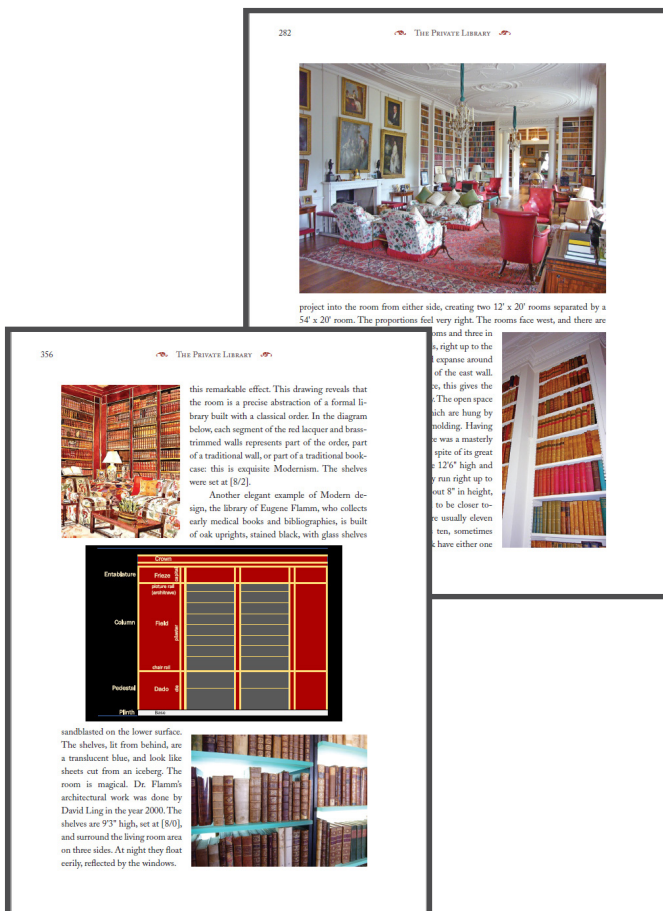 282
THE PRIVATE LIBRARY
project into the room from either side, creating two 12' x 20' rooms separated by a
54' x 20' room. The proportions feel very right. The rooms face west, and there are
oms and three in
s, right up to the
l expanse around
of the east wall.
ce, this gives the
. The open space
hich are hung by
molding. Having
ce was a masterly
spite of its great
e 12'6" high and
y run right up to
out 8" in height,
to be closer to-
re usually eleven
ten, sometimes
k have either one
356
THE PRIVATE LIBRARY
this remarkable effect. This drawing reveals that
the room is a precise abstraction of a formal li-
brary built with a classical order. In the diagram
below, each segment of the red lacquer and brass-
trimmed walls represents part of the order, part
of a traditional wall, or part of a traditional book-
case: this is exquisite Modernism. The shelves
were set at [8/2].
Another elegant example of Modern de-
sign, the library of Eugene Flamm, who collects
early medical books and bibliographies, is built
of oak uprights, stained black, with glass shelves
Crown
Entablature Frieze capital
picture rail
(architrave)
Column Field pilaster
chair rail
Pedestal Dado die
Plinth Base
sandblasted on the lower surface.
The shelves, lit from behind, are
a translucent blue, and look like
sheets cut from an iceberg. The
room is magical. Dr. Flamm's
architectural work was done by
David Ling in the year 2000. The
shelves are 9'3" high, set at [8/0],
and surround the living room area
on three sides. At night they float
eerily, reflected by the windows.